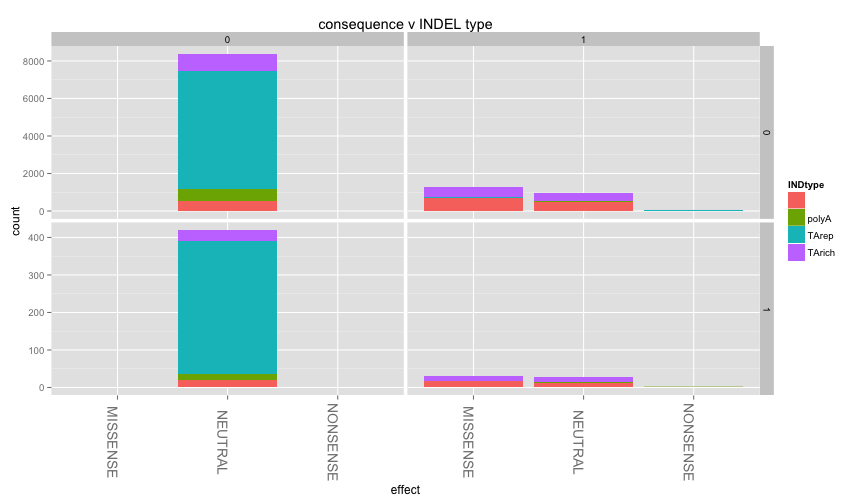 consequence v INDEL type
0
1
8000
6000
4000
2000
0
0
400
300
200
100
0
1
count
MISSENSE
NEUTRAL
NONSENSE
MISSENSE
NEUTRAL
NONSENSE
effect
INDtype
polyA
TArep
TArich